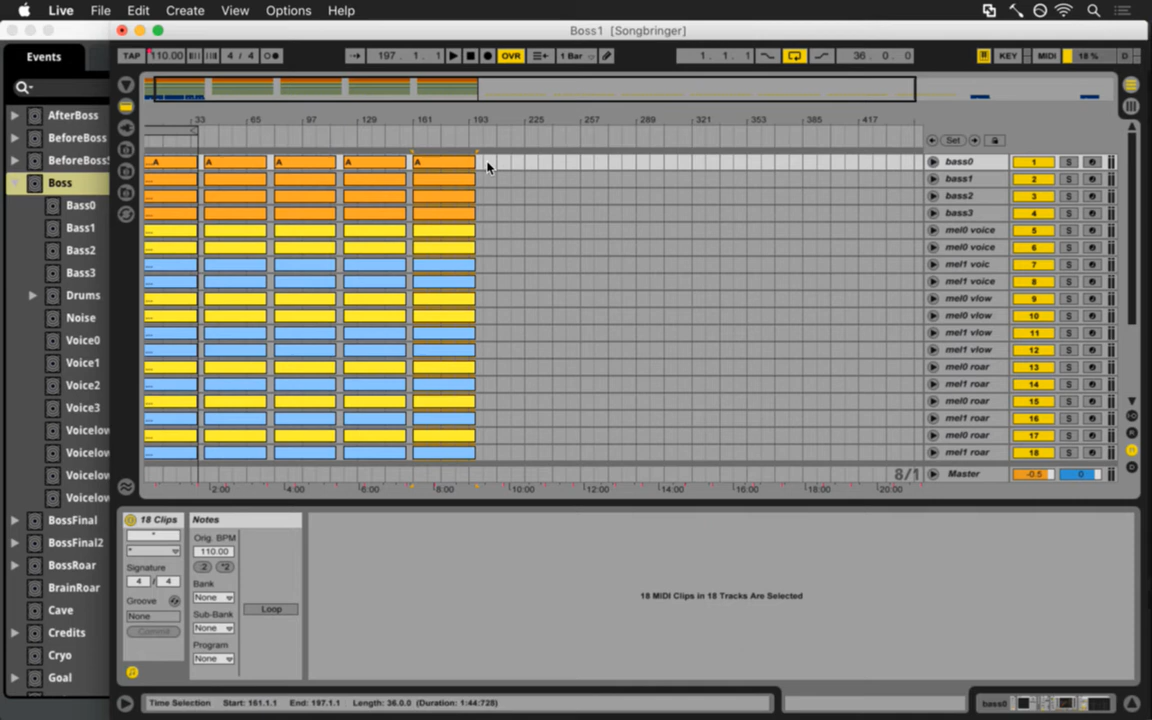 Live File Edit Create View Options Help
Boss1 [Songbringer]
Events
TAP 110.00 4 / 4 197 . 1 . 1 OVR 1 Bar 1 . 1 . 1 36 . 0 . 0 KEY MIDI 18 % D
33 65 97 129 161 193 225 257 289 321 353 385 417
Set
AfterBoss
BeforeBoss
Boss
Bass0
Bass1
Bass2
Bass3
Drums
Noise
Voice0
Voice1
Voice2
Voice3
Voicelow
Voicelow
Voicelow
Voicelow
BossFinal
BossFinal2
BossRoar
BrainRoar
Cave
Credits
Cryo
Goal
...A A A A A
bass0 1 S
bass1 2 S
bass2 3 S
bass3 4 S
mel0 voice 5 S
mel0 voice 6 S
mel1 voic 7 S
mel1 voice 8 S
mel0 vlow 9 S
mel0 vlow 10 S
mel1 vlow 11 S
mel1 vlow 12 S
mel0 roar 13 S
mel1 roar 14 S
mel0 roar 15 S
mel1 roar 16 S
mel0 roar 17 S
mel1 roar 18 S
8/1 Master -0.5 0
2:00 4:00 6:00 8:00 10:00 12:00 14:00 16:00 18:00 20:00
18 Clips
Signature
4 / 4
Groove
None
Commit
Notes
Orig. BPM
110.00
:2 *2
Bank
None
Sub-Bank
None
Program
None
Loop
18 MIDI Clips in 18 Tracks Are Selected
Time Selection Start: 161.1.1 End: 197.1.1 Length: 36.0.0 (Duration: 1:44:728)
bass0